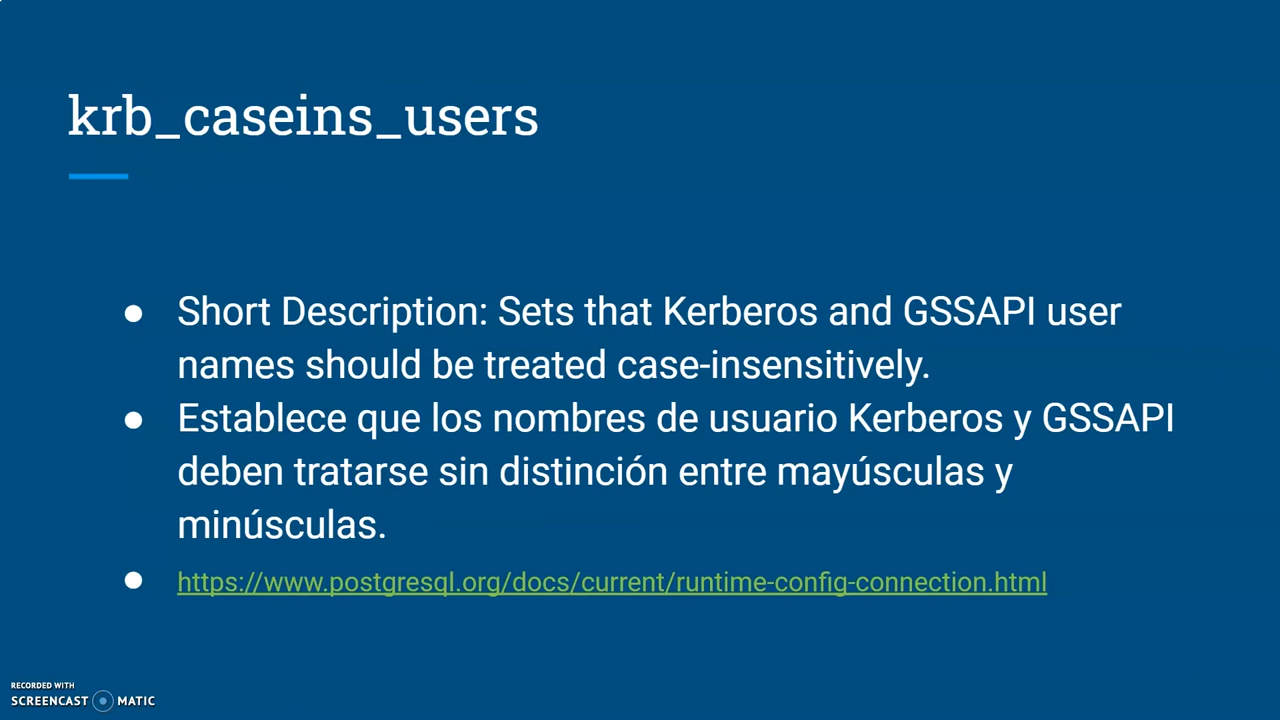 krb_caseins_users
● Short Description: Sets that Kerberos and GSSAPI user
names should be treated case-insensitively.
● Establece que los nombres de usuario Kerberos y GSSAPI
deben tratarse sin distinción entre mayúsculas y
minúsculas.
● https://www.postgresql.org/docs/current/runtime-config-connection.html
RECORDED WITH
SCREENCAST MATIC